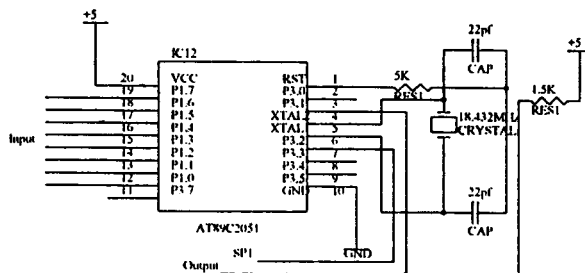 +5
IC12
20 VCC RST 1
19 P1.7 P3.0 2
18 P1.6 P3.1 3
17 P1.5 XTAL 4
16 P1.4 XTAL 5
15 P1.3 P3.2 6
14 P1.2 P3.3 7
13 P1.1 P3.4 8
12 P1.0 P3.5 9
11 P3.7 GND 10
Input
AT89C2051
SP1
Output
GND
5K
RES1
22pf
CAP
CRYSTAL
22pf
CAP
+5
1.5K
RES1